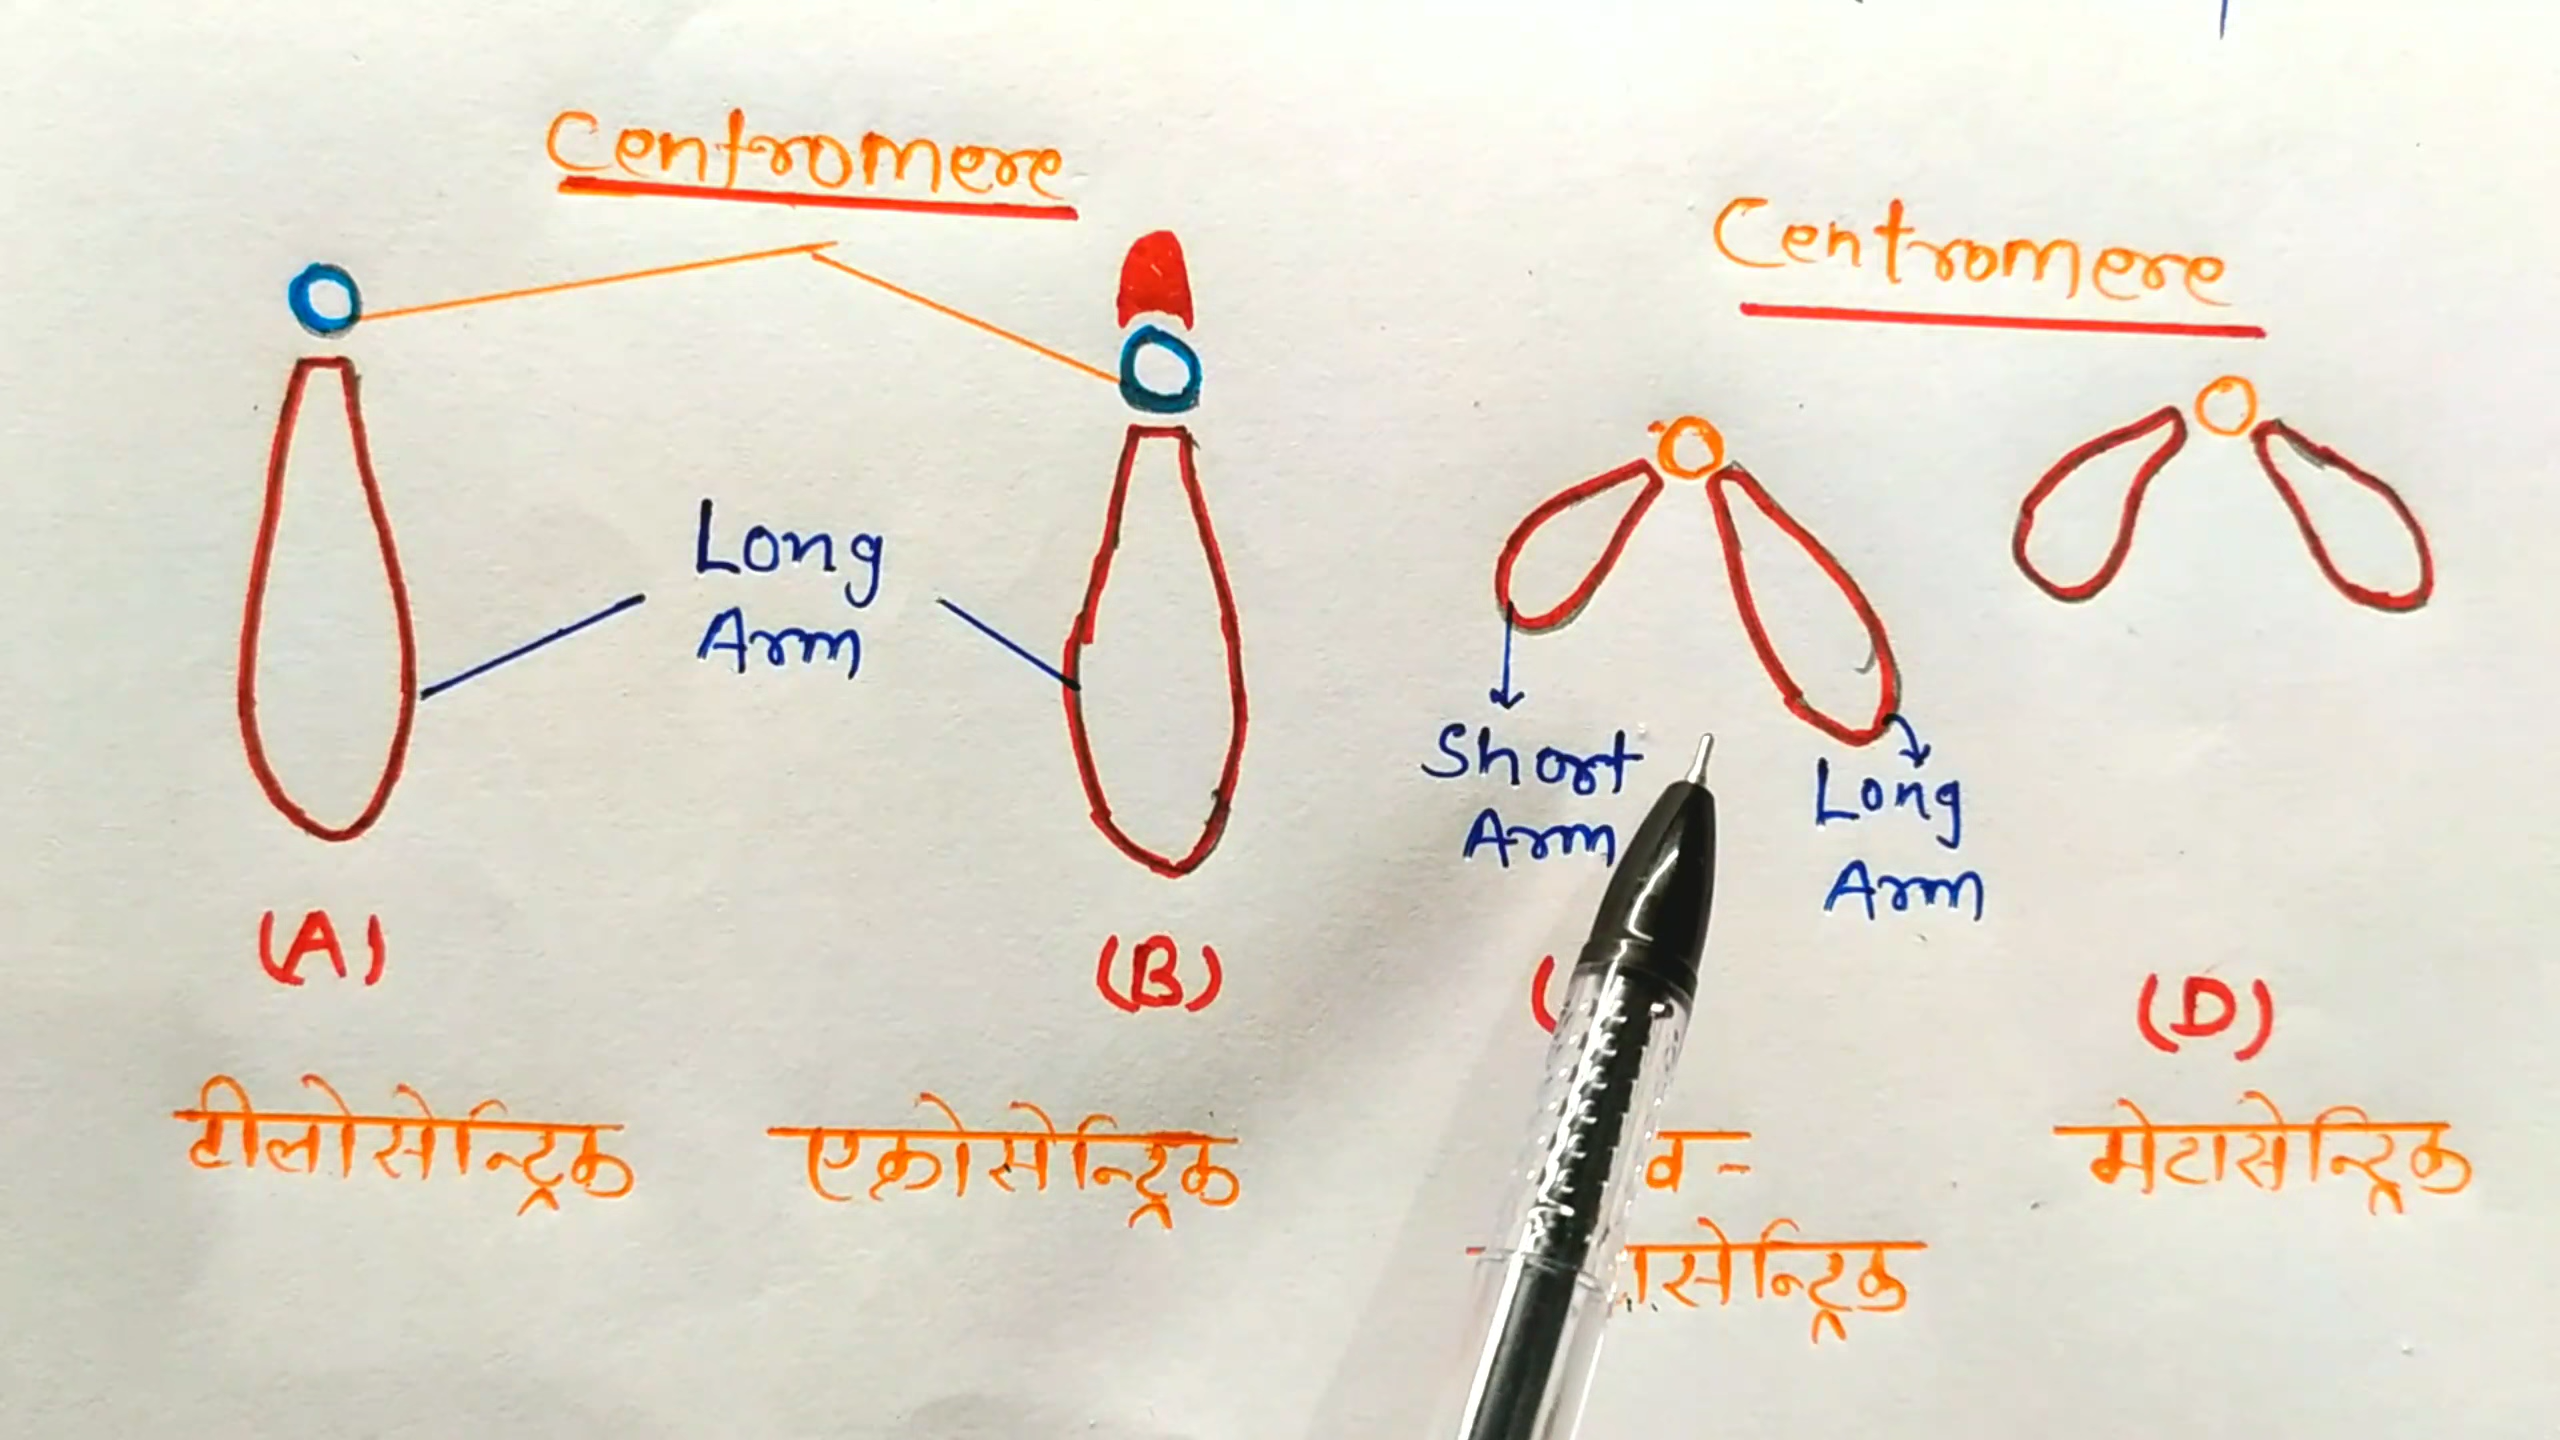 Centromere
Centromere
Long
Arm
Short
Arm
Long
Arm
(A)
(B)
(D)
टीलोसेन्ट्रिक
एक्रोसेन्ट्रिक
मेटासेन्ट्रिक